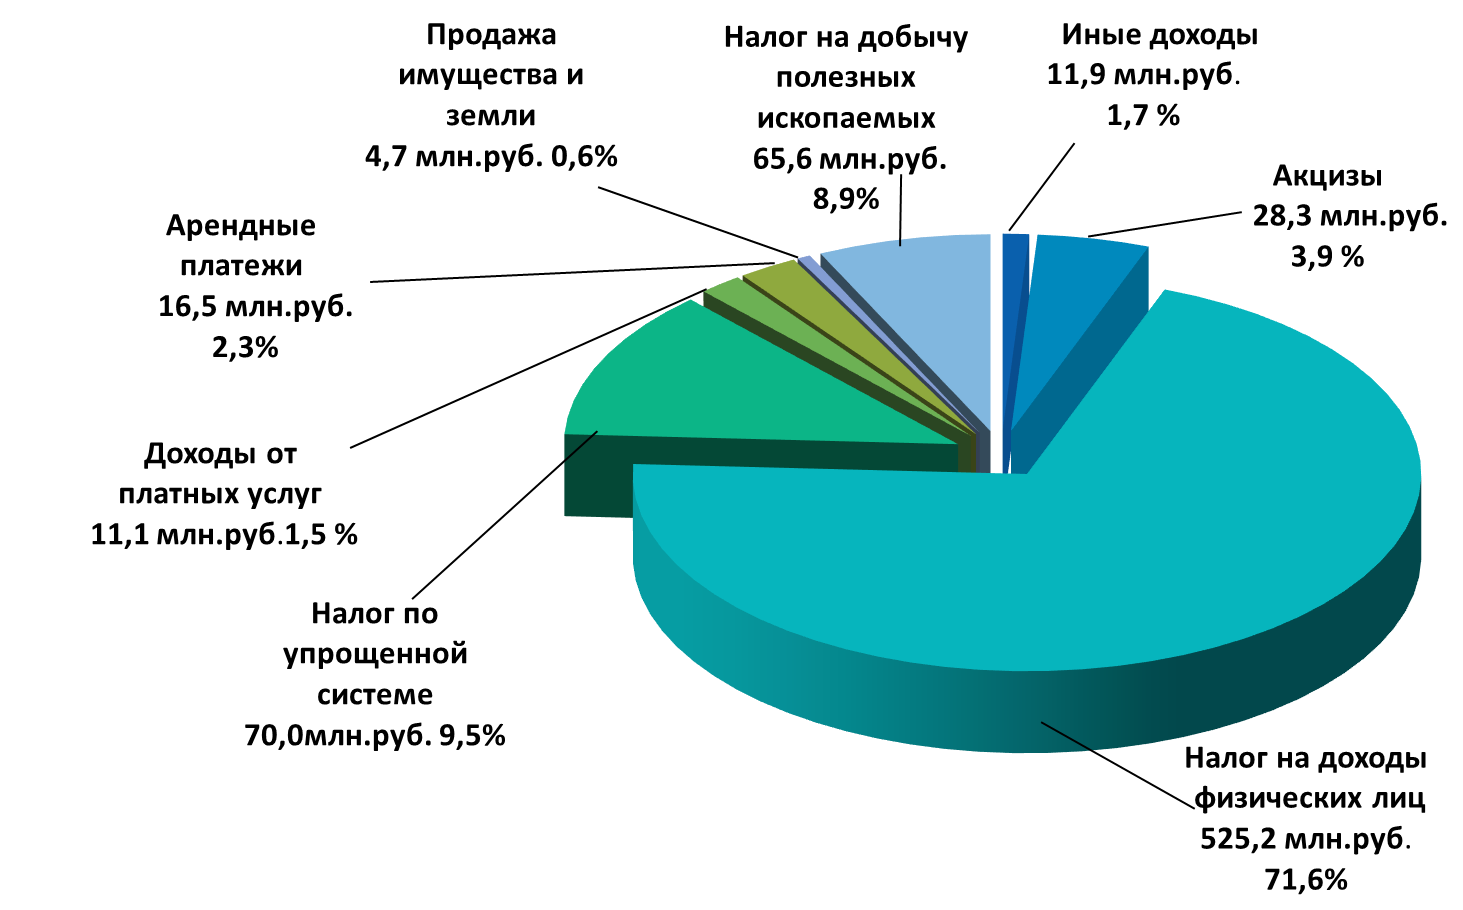 Продажа
имущества и
земли
4,7 млн.руб. 0,6%
Налог на добычу
полезных
ископаемых
65,6 млн.руб.
8,9%
Иные доходы
11,9 млн.руб.
1,7 %
Акцизы
28,3 млн.руб.
3,9 %
Арендные
платежи
16,5 млн.руб.
2,3%
Доходы от
платных услуг
11,1 млн.руб.1,5 %
Налог по
упрощенной
системе
70,0млн.руб. 9,5%
Налог на доходы
физических лиц
525,2 млн.руб.
71,6%